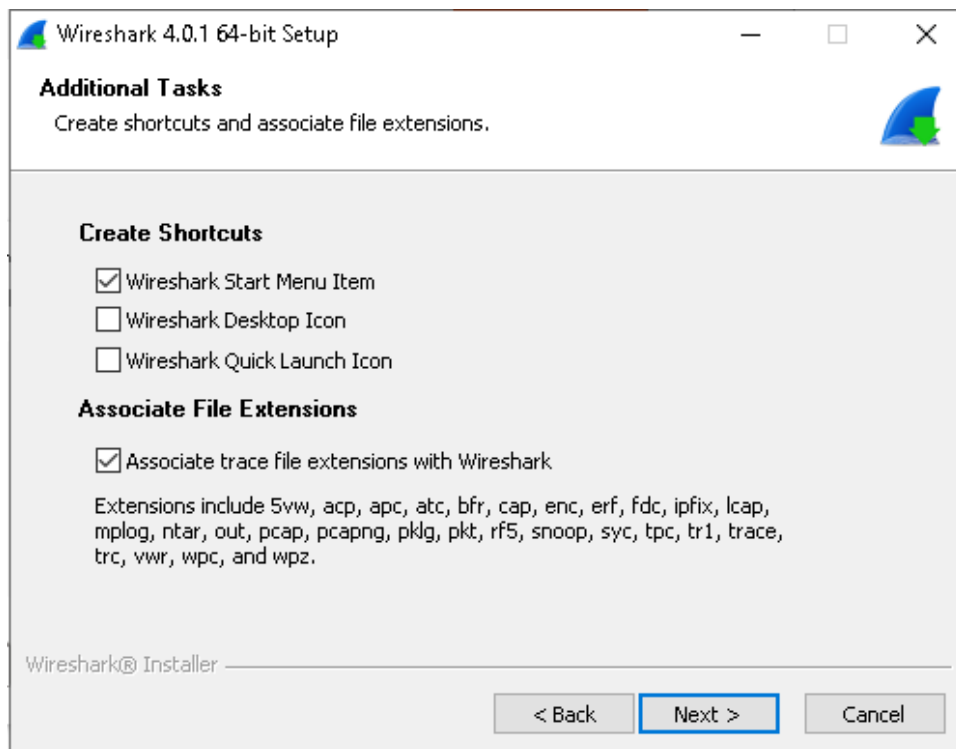 Wireshark 4.0.1 64-bit Setup
Additional Tasks
Create shortcuts and associate file extensions.
Create Shortcuts
Wireshark Start Menu Item
Wireshark Desktop Icon
Wireshark Quick Launch Icon
Associate File Extensions
Associate trace file extensions with Wireshark
Extensions include 5vw, acp, apc, atc, bfr, cap, enc, erf, fdc, ipfix, lcap,
mplog, ntar, out, pcap, pcapng, pklg, pkt, rf5, snoop, syc, tpc, tr1, trace,
trc, vwr, wpc, and wpz.
Wireshark® Installer
< Back Next > Cancel